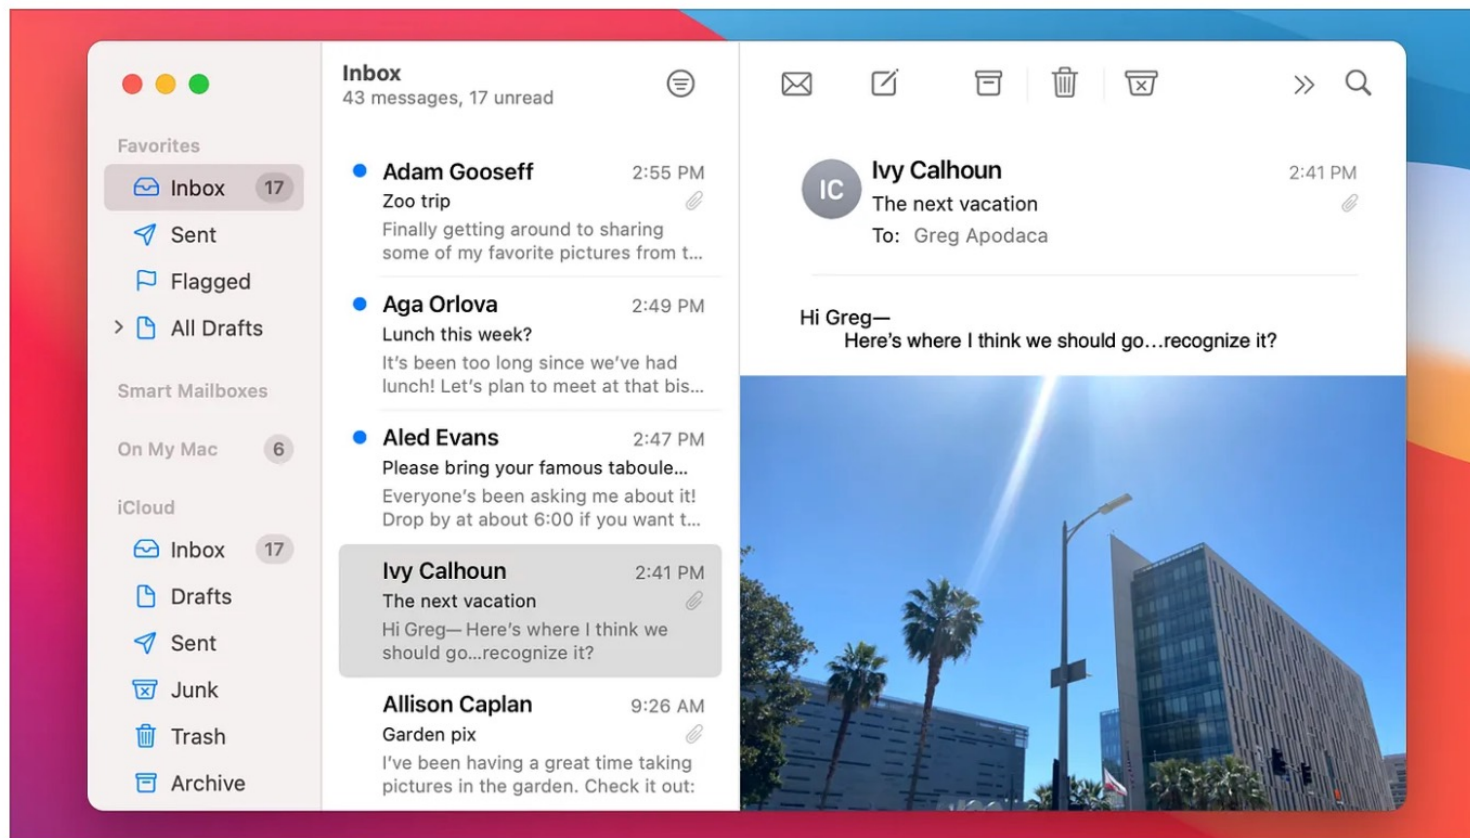 Favorites
Inbox 17
Sent
Flagged
All Drafts
Smart Mailboxes
On My Mac 6
iCloud
Inbox 17
Drafts
Sent
Junk
Trash
Archive
Inbox
43 messages, 17 unread
Adam Gooseff 2:55 PM
Zoo trip
Finally getting around to sharing
some of my favorite pictures from t...
Aga Orlova 2:49 PM
Lunch this week?
It's been too long since we've had
lunch! Let's plan to meet at that bis...
Aled Evans 2:47 PM
Please bring your famous taboule...
Everyone's been asking me about it!
Drop by at about 6:00 if you want t...
Ivy Calhoun 2:41 PM
The next vacation
Hi Greg— Here's where I think we
should go...recognize it?
Allison Caplan 9:26 AM
Garden pix
I've been having a great time taking
pictures in the garden. Check it out:
IC
Ivy Calhoun 2:41 PM
The next vacation
To: Greg Apodaca
Hi Greg—
Here's where I think we should go...recognize it?